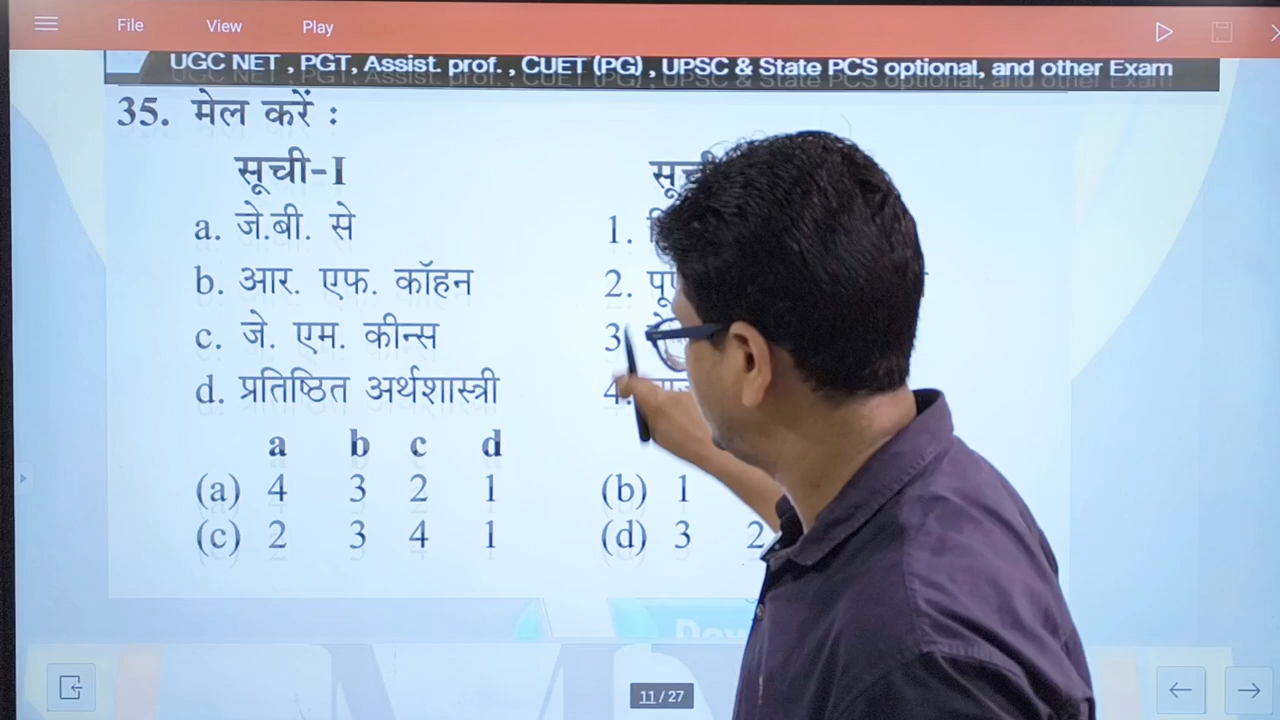 File View Play
UGC NET , PGT, Assist. prof. , CUET (PG) , UPSC & State PCS optional, and other Exam
35. मेल करें :
सूची-I
a. जे.बी. से 1.
b. आर. एफ. कॉहन 2.
c. जे. एम. कीन्स 3
d. प्रतिष्ठित अर्थशास्त्री 4.
a b c d
(a) 4 3 2 1 (b) 1
(c) 2 3 4 1 (d) 3 2
11 / 27